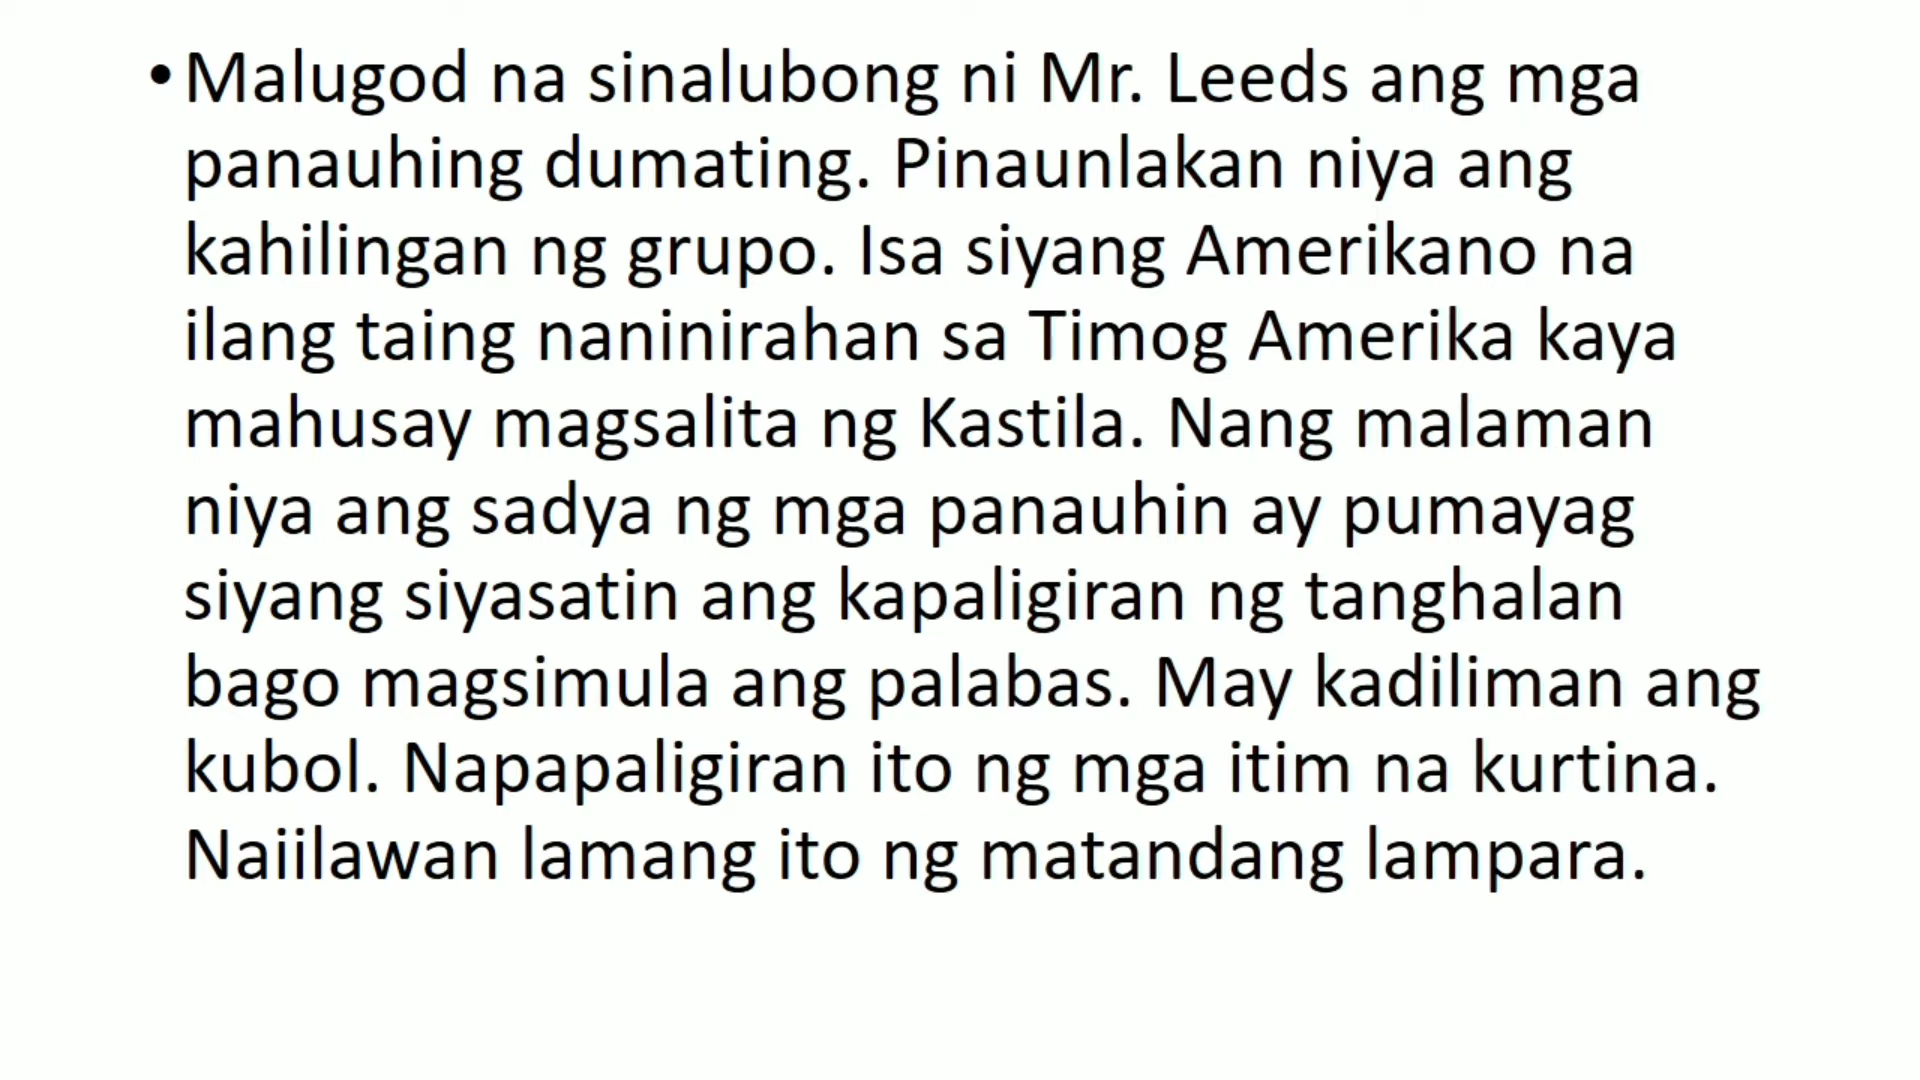 • Malugod na sinalubong ni Mr. Leeds ang mga
panauhing dumating. Pinaunlakan niya ang
kahilingan ng grupo. Isa siyang Amerikano na
ilang taing naninirahan sa Timog Amerika kaya
mahusay magsalita ng Kastila. Nang malaman
niya ang sadya ng mga panauhin ay pumayag
siyang siyasatin ang kapaligiran ng tanghalan
bago magsimula ang palabas. May kadiliman ang
kubol. Napapaligiran ito ng mga itim na kurtina.
Naiilawan lamang ito ng matandang lampara.